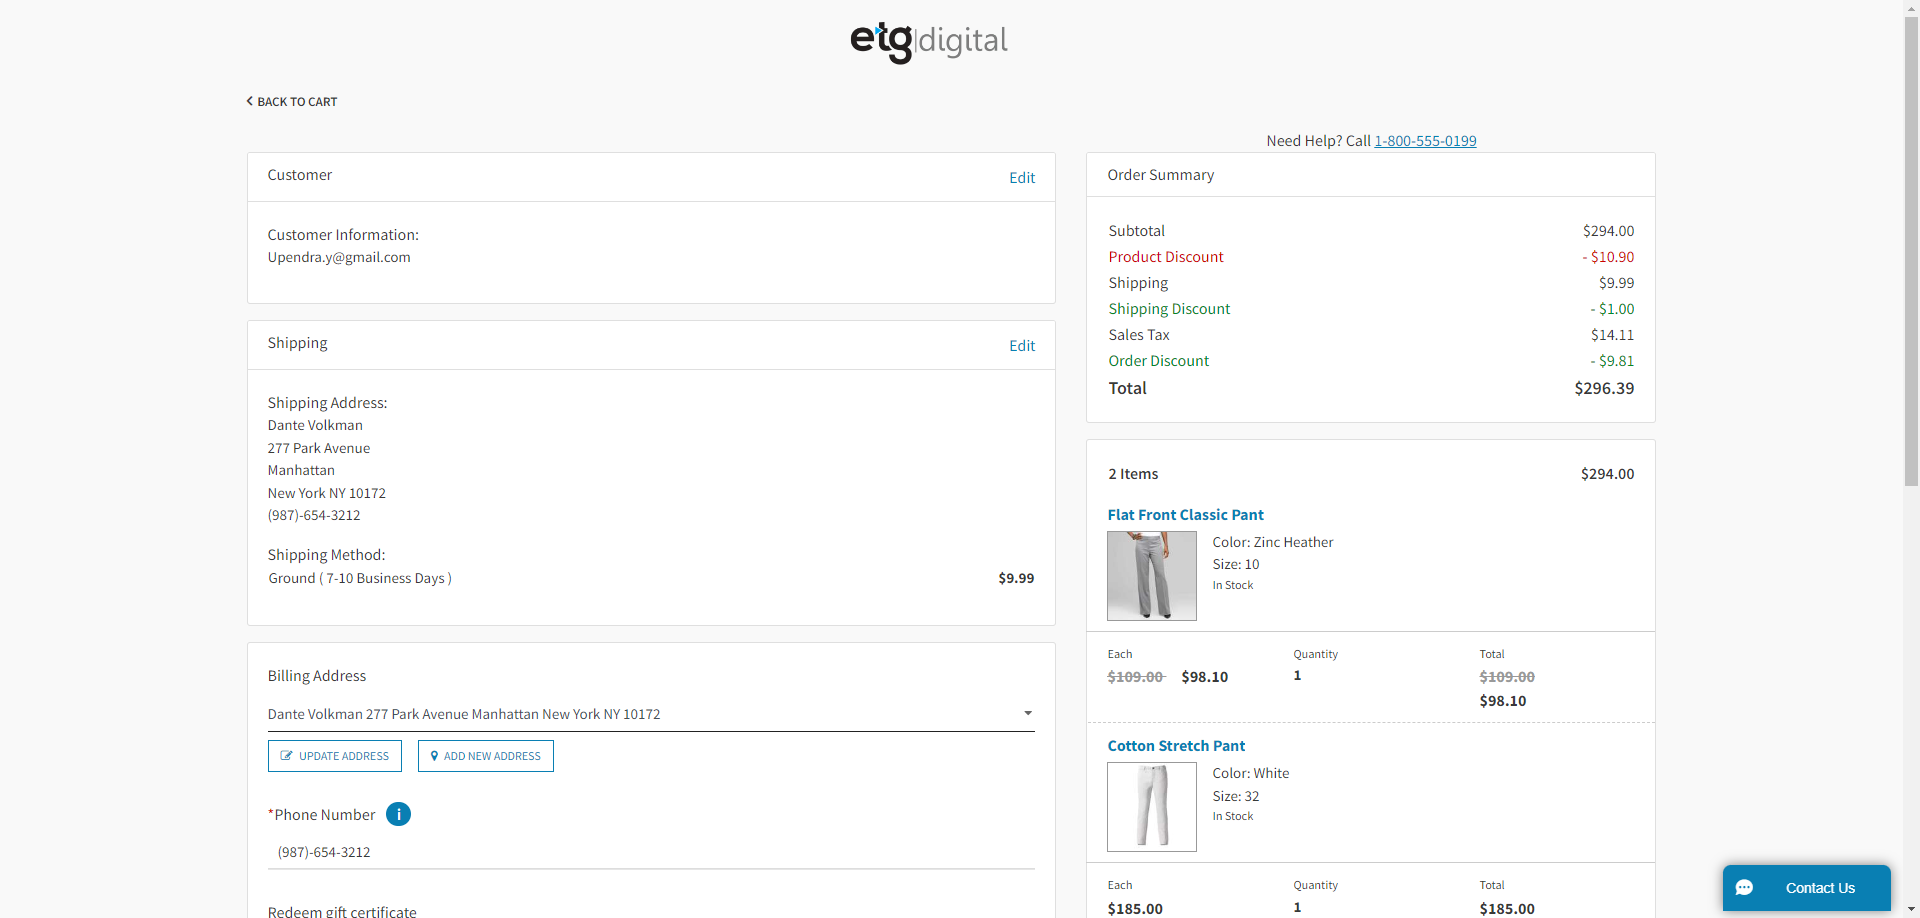 etg|digital
BACK TO CART
Need Help? Call 1-800-555-0199
Customer
Edit
Customer Information:
Upendra.y@gmail.com
Shipping
Edit
Shipping Address:
Dante Volkman
277 Park Avenue
Manhattan
New York NY 10172
(987)-654-3212
Shipping Method:
Ground ( 7-10 Business Days ) $9.99
Billing Address
Dante Volkman 277 Park Avenue Manhattan New York NY 10172
UPDATE ADDRESS ADD NEW ADDRESS
*Phone Number i
(987)-654-3212
Redeem gift certificate
Order Summary
Subtotal $294.00
Product Discount - $10.90
Shipping $9.99
Shipping Discount - $1.00
Sales Tax $14.11
Order Discount - $9.81
Total $296.39
2 Items $294.00
Flat Front Classic Pant
Color: Zinc Heather
Size: 10
In Stock
Each Quantity Total
$109.00 $98.10 1 $109.00
$98.10
Cotton Stretch Pant
Color: White
Size: 32
In Stock
Each Quantity Total
$185.00 1 $185.00
Contact Us